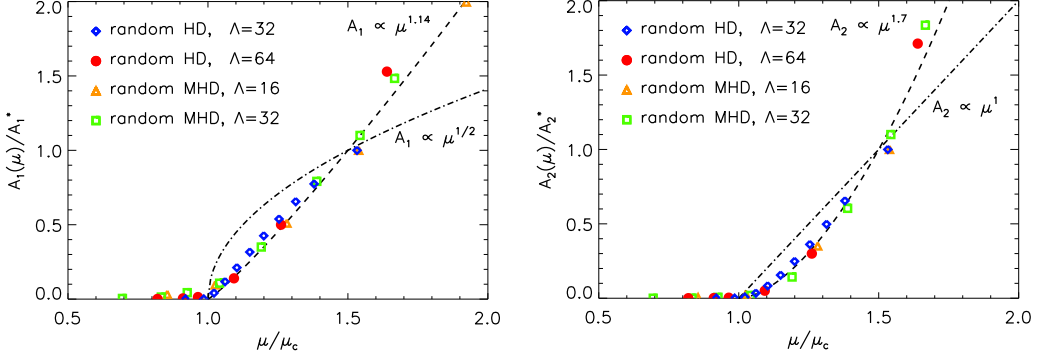 A₁ ∝ μ^1.14
random HD, Λ=32
random HD, Λ=64
random MHD, Λ=16
random MHD, Λ=32
A₁ ∝ μ^1/2
A₁(μ)/A₁*
2.0
1.5
1.0
0.5
0.0
0.5
1.0
1.5
2.0
μ/μc
A₂ ∝ μ^1.7
random HD, Λ=32
random HD, Λ=64
random MHD, Λ=16
random MHD, Λ=32
A₂ ∝ μ^1
A₂(μ)/A₂*
2.0
1.5
1.0
0.5
0.0
0.5
1.0
1.5
2.0
μ/μc